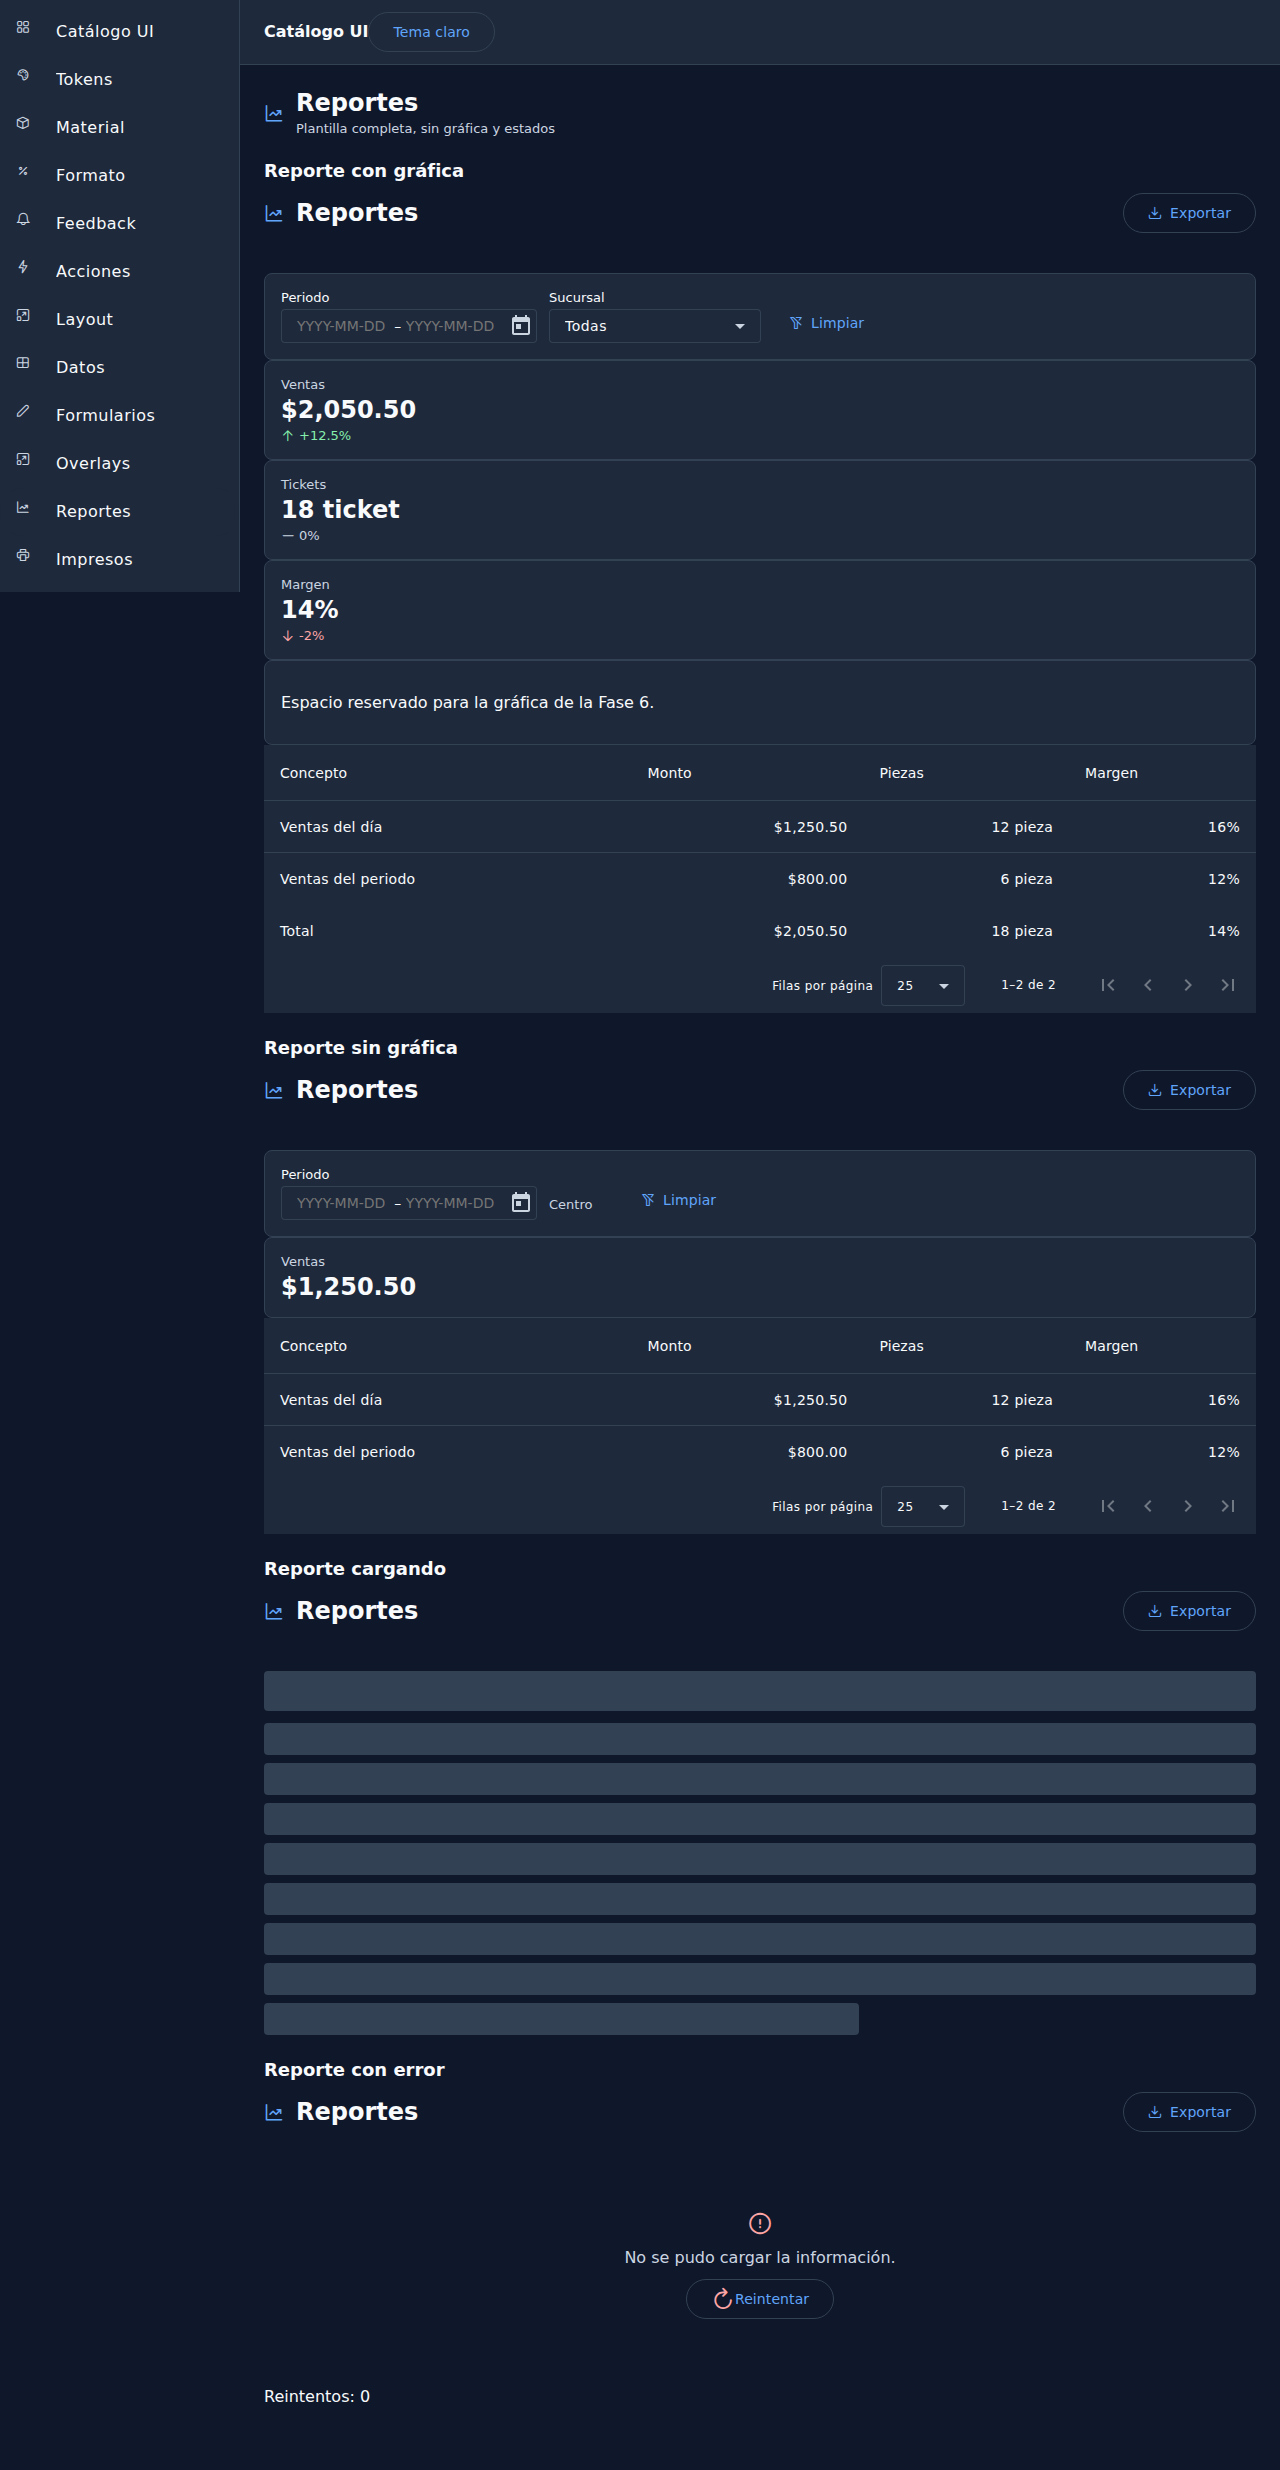 Catálogo UI
Tokens
Material
Formato
Feedback
Acciones
Layout
Datos
Formularios
Overlays
Reportes
Impresos
Catálogo UI Tema claro
Reportes
Plantilla completa, sin gráfica y estados
Reporte con gráfica
Reportes Exportar
Periodo Sucursal
YYYY-MM-DD – YYYY-MM-DD Todas Limpiar
Ventas
$2,050.50
+12.5%
Tickets
18 ticket
0%
Margen
14%
-2%
Espacio reservado para la gráfica de la Fase 6.
Concepto Monto Piezas Margen
Ventas del día $1,250.50 12 pieza 16%
Ventas del periodo $800.00 6 pieza 12%
Total $2,050.50 18 pieza 14%
Filas por página 25 1–2 de 2
Reporte sin gráfica
Reportes Exportar
Periodo
YYYY-MM-DD – YYYY-MM-DD Centro Limpiar
Ventas
$1,250.50
Concepto Monto Piezas Margen
Ventas del día $1,250.50 12 pieza 16%
Ventas del periodo $800.00 6 pieza 12%
Filas por página 25 1–2 de 2
Reporte cargando
Reportes Exportar
Reporte con error
Reportes Exportar
No se pudo cargar la información.
Reintentar
Reintentos: 0